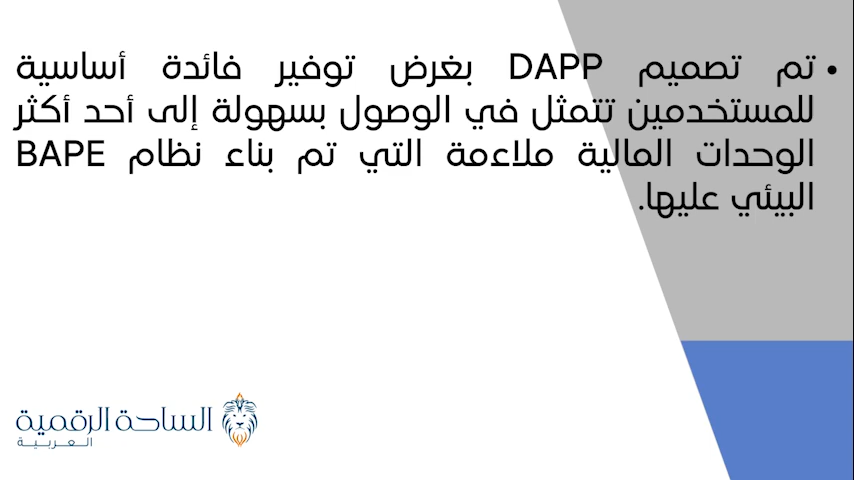 • تم تصميم DAPP بغرض توفير فائدة أساسية
للمستخدمين تتمثل في الوصول بسهولة إلى أحد أكثر
الوحدات المالية ملاءمة التي تم بناء نظام BAPE
البيئي عليها.
الساحة الرقمية
العربية